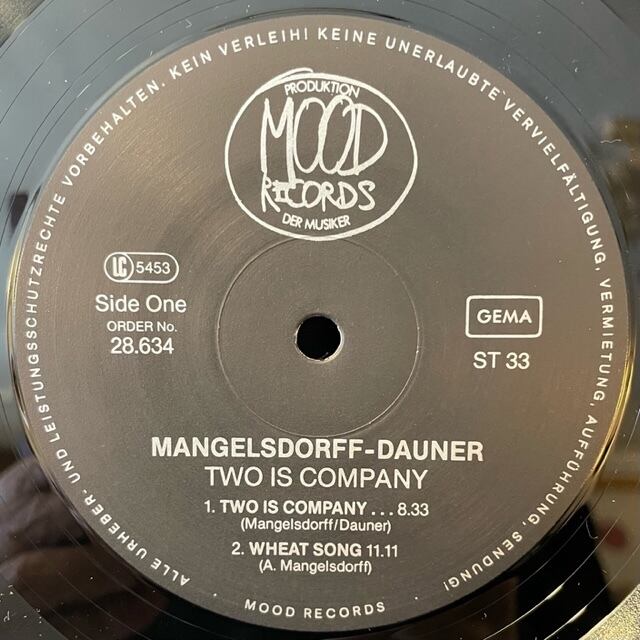 ALLE URHEBER- UND LEISTUNGSSCHUTZRECHTE VORBEHALTEN. KEIN VERLEIH! KEINE UNERLAUBTE VERVIELFÄLTIGUNG, VERMIETUNG, AUFFÜHRUNG, SENDUNG!
PRODUKTION
MOOD
RECORDS
DER MUSIKER
LC 5453
Side One
ORDER No.
28.634
GEMA
ST 33
MANGELSDORFF-DAUNER
TWO IS COMPANY
1. TWO IS COMPANY . . . 8.33
(Mangelsdorff/Dauner)
2. WHEAT SONG 11.11
(A. Mangelsdorff)
MOOD RECORDS